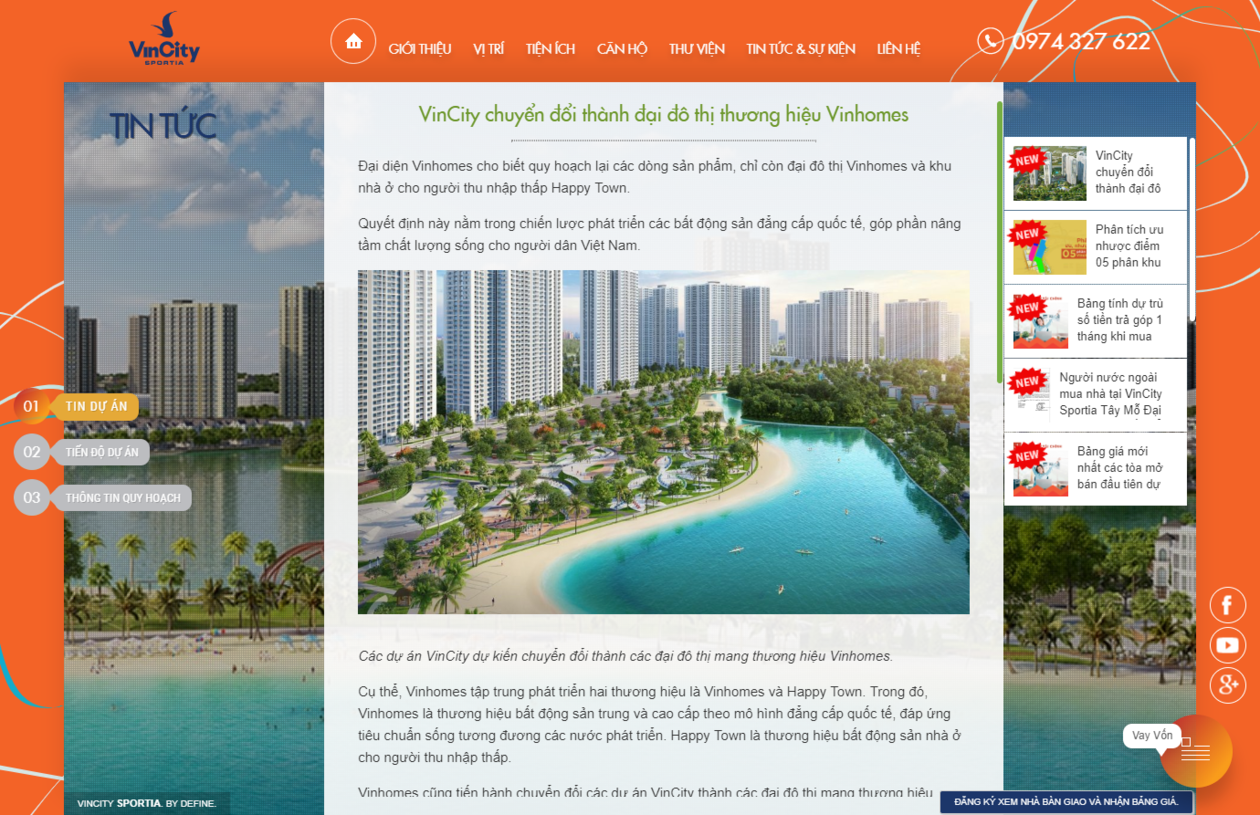 VinCity
SPORTIA
GIỚI THIỆU
VỊ TRÍ
TIỆN ÍCH
CĂN HỘ
THƯ VIỆN
TIN TỨC & SỰ KIỆN
LIÊN HỆ
0974 327 622
TIN TỨC
01
TIN DỰ ÁN
02
TIẾN ĐỘ DỰ ÁN
03
THÔNG TIN QUY HOẠCH
VinCity chuyển đổi thành đại đô thị thương hiệu Vinhomes
Đại diện Vinhomes cho biết quy hoạch lại các dòng sản phẩm, chỉ còn đại đô thị Vinhomes và khu
nhà ở cho người thu nhập thấp Happy Town.
Quyết định này nằm trong chiến lược phát triển các bất động sản đẳng cấp quốc tế, góp phần nâng
tầm chất lượng sống cho người dân Việt Nam.
Các dự án VinCity dự kiến chuyển đổi thành các đại đô thị mang thương hiệu Vinhomes.
Cụ thể, Vinhomes tập trung phát triển hai thương hiệu là Vinhomes và Happy Town. Trong đó,
Vinhomes là thương hiệu bất động sản trung và cao cấp theo mô hình đẳng cấp quốc tế, đáp ứng
tiêu chuẩn sống tương đương các nước phát triển. Happy Town là thương hiệu bất động sản nhà ở
cho người thu nhập thấp.
Vinhomes cũng tiến hành chuyển đổi các dự án VinCity thành các đại đô thị mang thương hiệu
NEW
VinCity
chuyển đổi
thành đại đô
NEW
Phân tích ưu
nhược điểm
05 phân khu
NEW
Bảng tính dự trù
số tiền trả góp 1
tháng khi mua
NEW
Người nước ngoài
mua nhà tại VinCity
Sportia Tây Mỗ Đại
NEW
Bảng giá mới
nhất các tòa mở
bán đầu tiên dự
Vay Vốn
VINCITY SPORTIA. BY DEFINE.
ĐĂNG KÝ XEM NHÀ BÀN GIAO VÀ NHẬN BẢNG GIÁ.